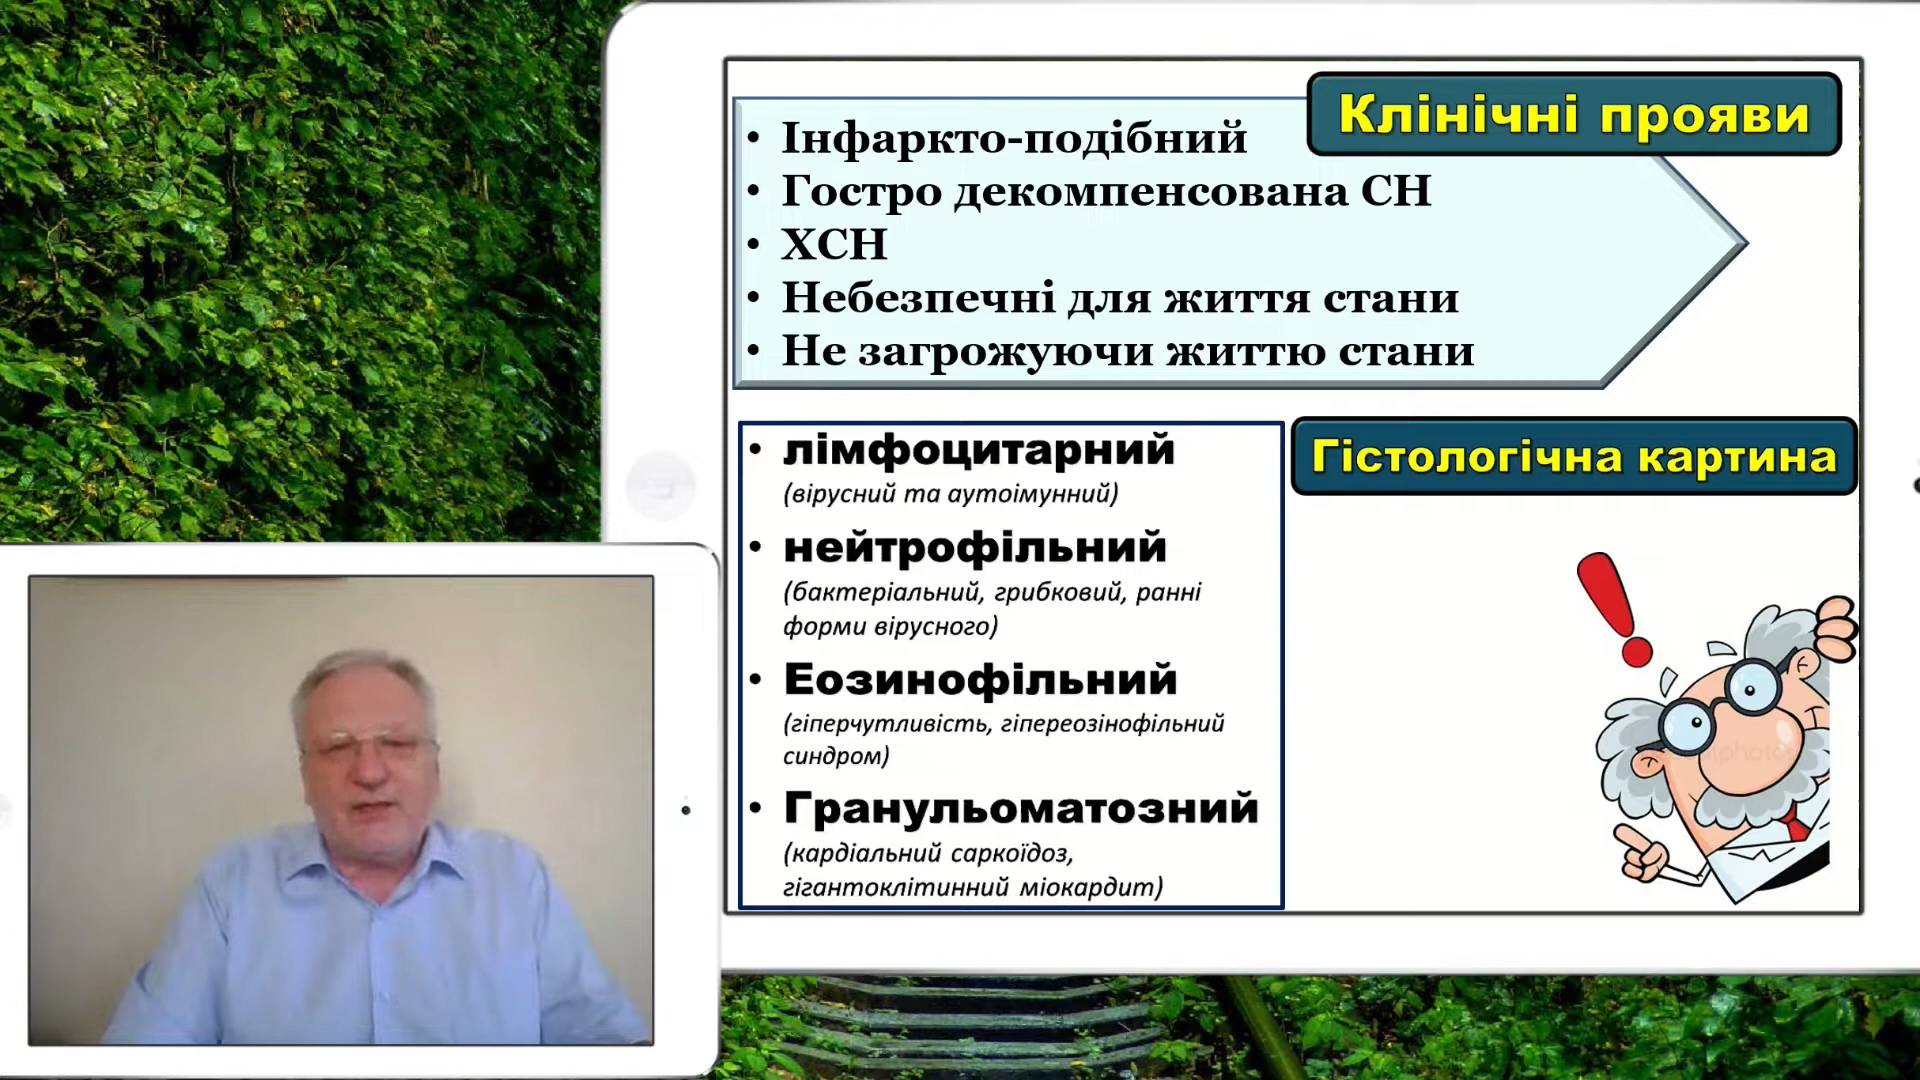 Клінічні прояви
• Інфаркто-подібний
• Гостро декомпенсована СН
• ХСН
• Небезпечні для життя стани
• Не загрожуючи життю стани
Гістологічна картина
• лімфоцитарний
(вірусний та аутоімунний)
• нейтрофільний
(бактеріальний, грибковий, ранні
форми вірусного)
• Еозинофільний
(гіперчутливість, гіпереозінофільний
синдром)
• Гранульоматозний
(кардіальний саркоїдоз,
гігантоклітинний міокардит)